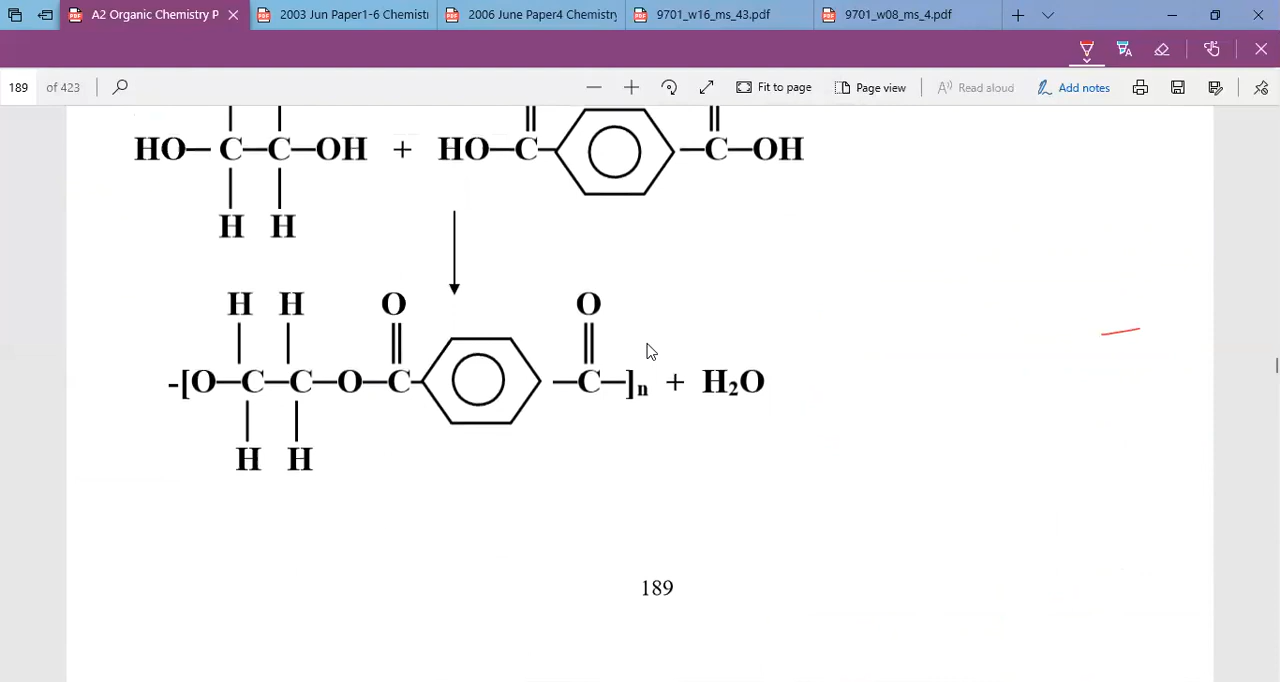 A2 Organic Chemistry P
2003 Jun Paper1-6 Chemistr
2006 June Paper4 Chemistry
9701_w16_ms_43.pdf
9701_w08_ms_4.pdf
189 of 423
Fit to page
Page view
Read aloud
Add notes
HO–C–C–OH + HO–C –C–OH
H H
H H O O
-[O–C–C–O–C –C–]n + H₂O
H H
189